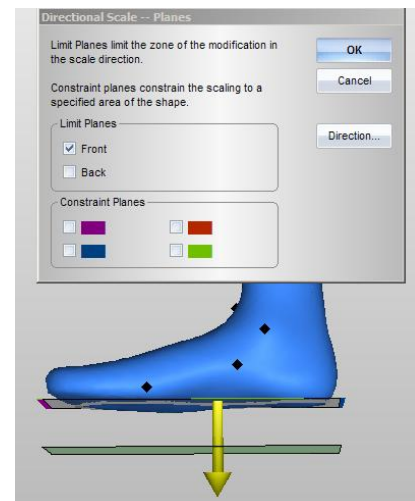 Directional Scale -- Planes
Limit Planes limit the zone of the modification in
the scale direction.
Constraint planes constrain the scaling to a
specified area of the shape.
OK
Cancel
Direction...
Limit Planes
Front
Back
Constraint Planes